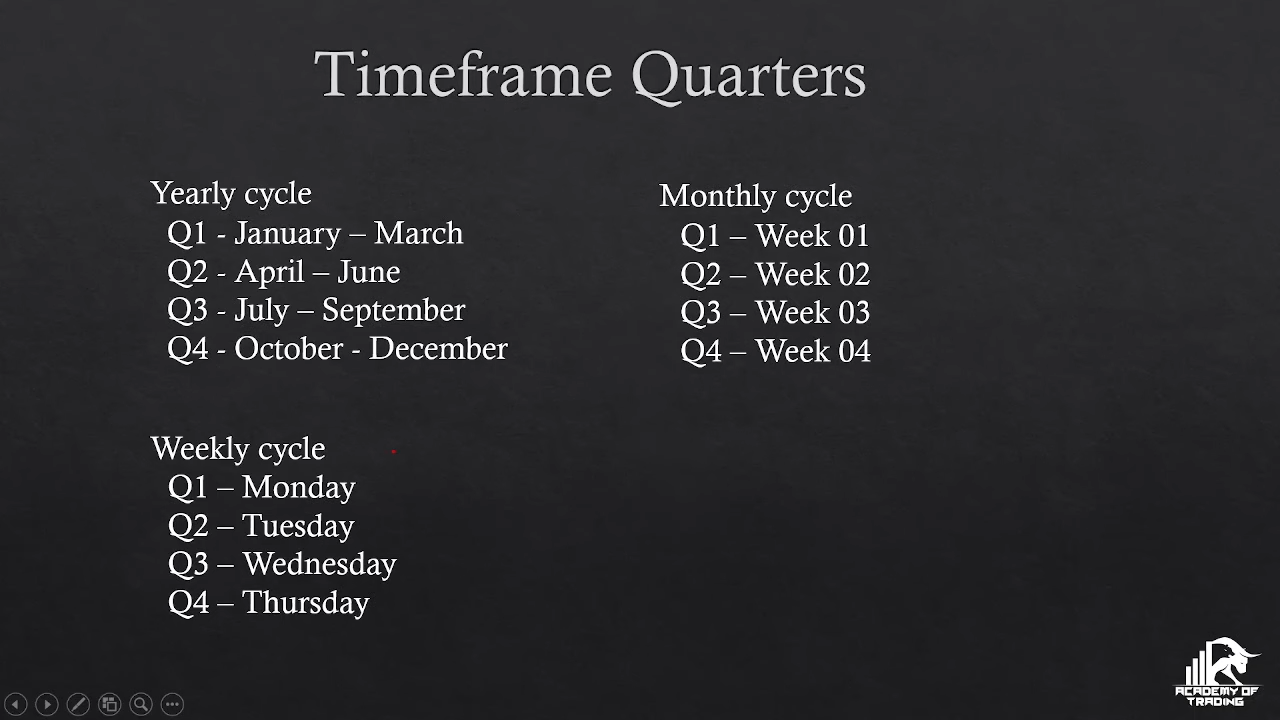 Timeframe Quarters
Yearly cycle
Q1 - January – March
Q2 - April – June
Q3 - July – September
Q4 - October - December
Monthly cycle
Q1 – Week 01
Q2 – Week 02
Q3 – Week 03
Q4 – Week 04
Weekly cycle
Q1 – Monday
Q2 – Tuesday
Q3 – Wednesday
Q4 – Thursday
ACADEMY OF
TRADING